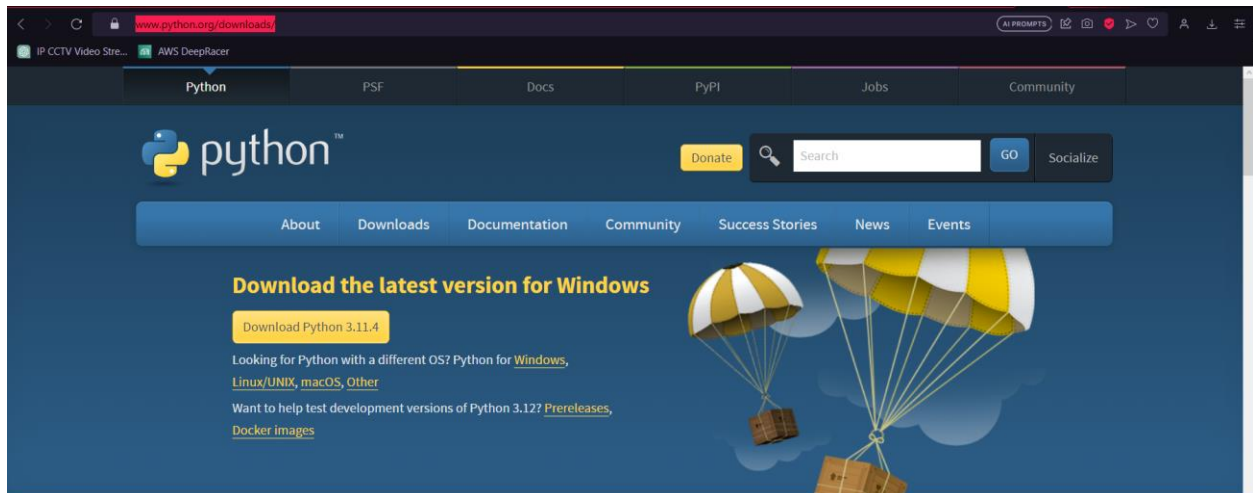 www.python.org/downloads/
AI PROMPTS
IP CCTV Video Stre...
AWS DeepRacer
Python
PSF
Docs
PyPI
Jobs
Community
python™
Donate
Search
GO
Socialize
About
Downloads
Documentation
Community
Success Stories
News
Events
Download the latest version for Windows
Download Python 3.11.4
Looking for Python with a different OS? Python for Windows,
Linux/UNIX, macOS, Other
Want to help test development versions of Python 3.12? Prereleases,
Docker images